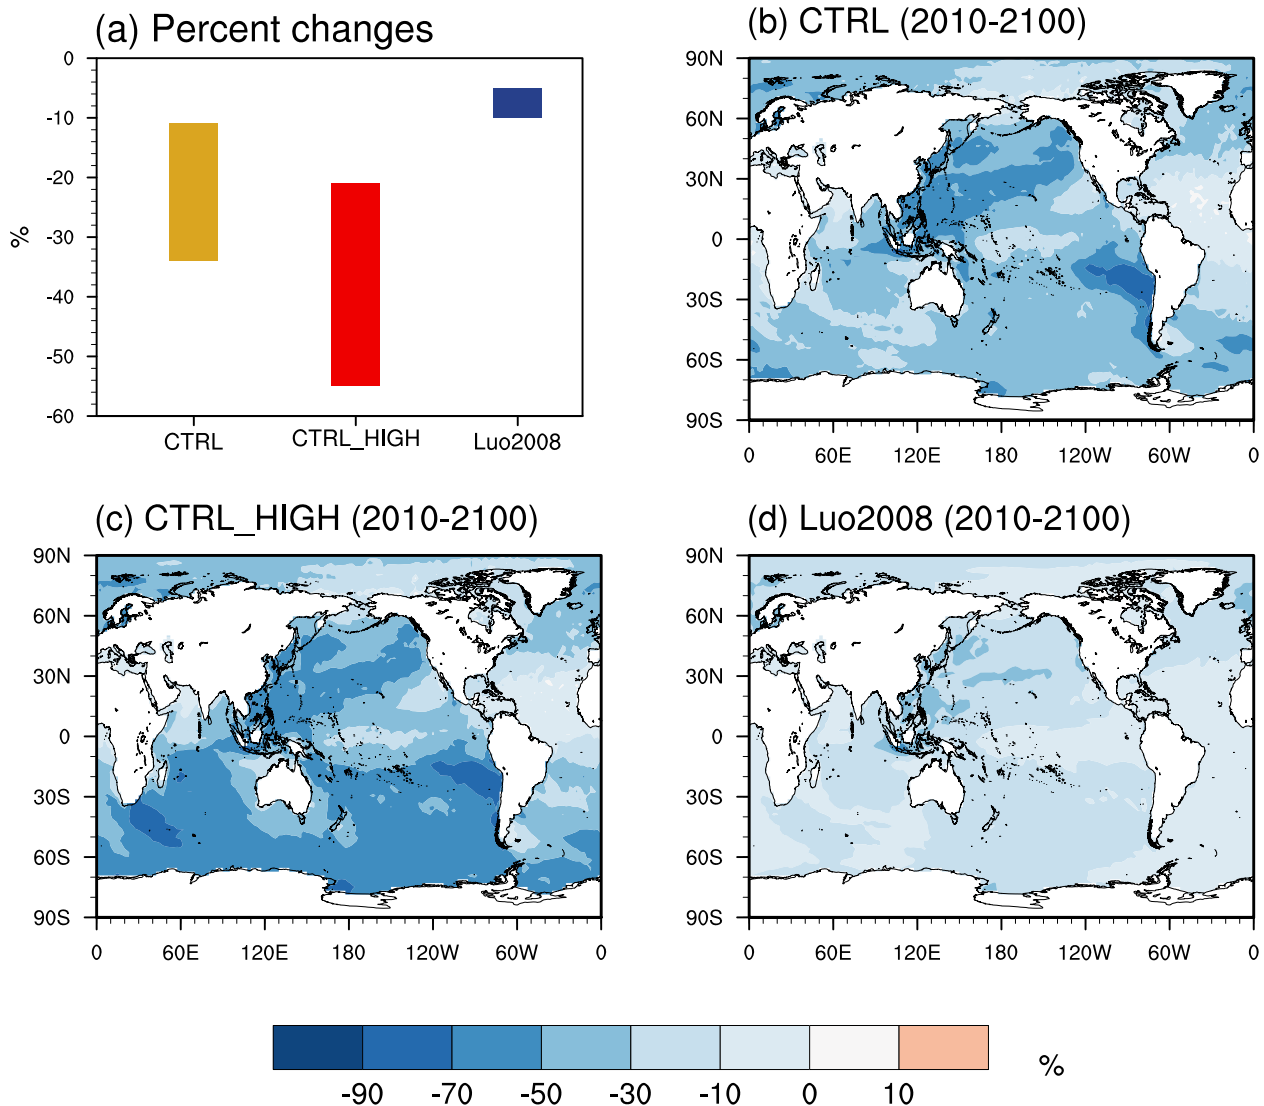 (a) Percent changes
0
-10
-20
-30
-40
-50
-60
%
CTRL
CTRL_HIGH
Luo2008
(b) CTRL (2010-2100)
90N
60N
30N
0
30S
60S
90S
0 60E 120E 180 120W 60W 0
(c) CTRL_HIGH (2010-2100)
90N
60N
30N
0
30S
60S
90S
0 60E 120E 180 120W 60W 0
(d) Luo2008 (2010-2100)
90N
60N
30N
0
30S
60S
90S
0 60E 120E 180 120W 60W 0
-90 -70 -50 -30 -10 0 10
%